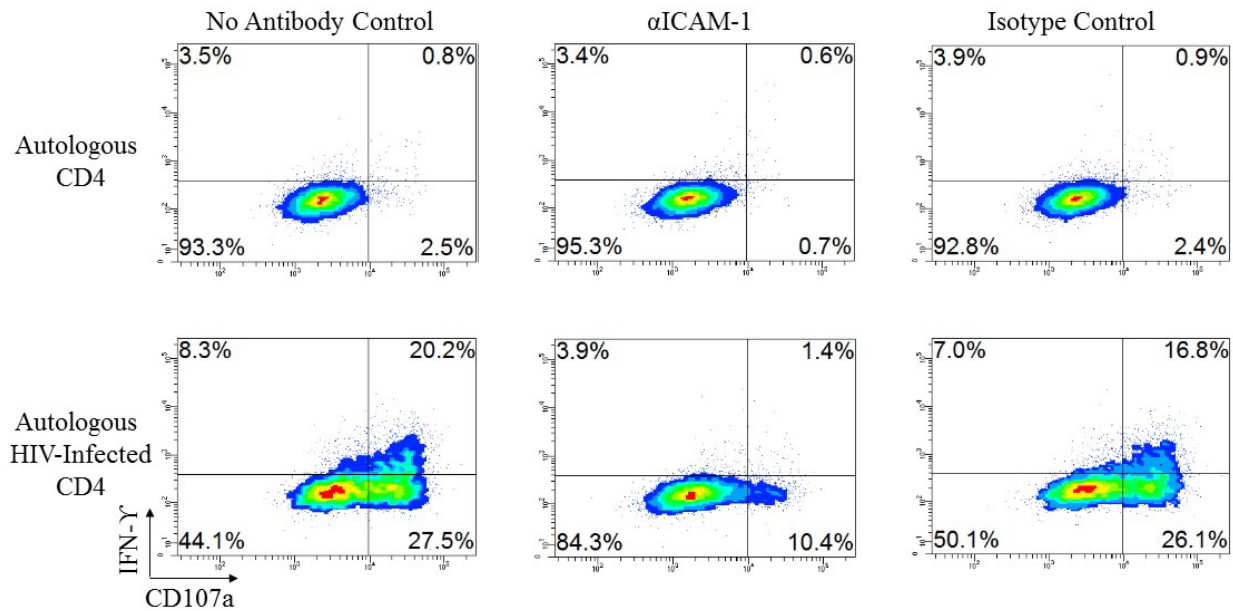 No Antibody Control αICAM-1 Isotype Control
3.5% 0.8% 3.4% 0.6% 3.9% 0.9%
Autologous
CD4
93.3% 2.5% 95.3% 0.7% 92.8% 2.4%
8.3% 20.2% 3.9% 1.4% 7.0% 16.8%
Autologous
HIV-Infected
CD4
44.1% 27.5% 84.3% 10.4% 50.1% 26.1%
IFN-ϒ
CD107a